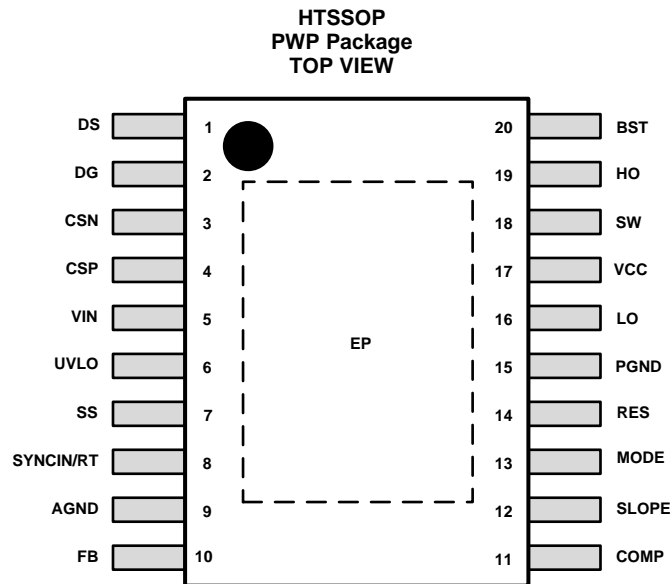 HTSSOP
PWP Package
TOP VIEW
DS 1 20 BST
DG 2 19 HO
CSN 3 18 SW
CSP 4 17 VCC
VIN 5 16 LO
EP
UVLO 6 15 PGND
SS 7 14 RES
SYNCIN/RT 8 13 MODE
AGND 9 12 SLOPE
FB 10 11 COMP